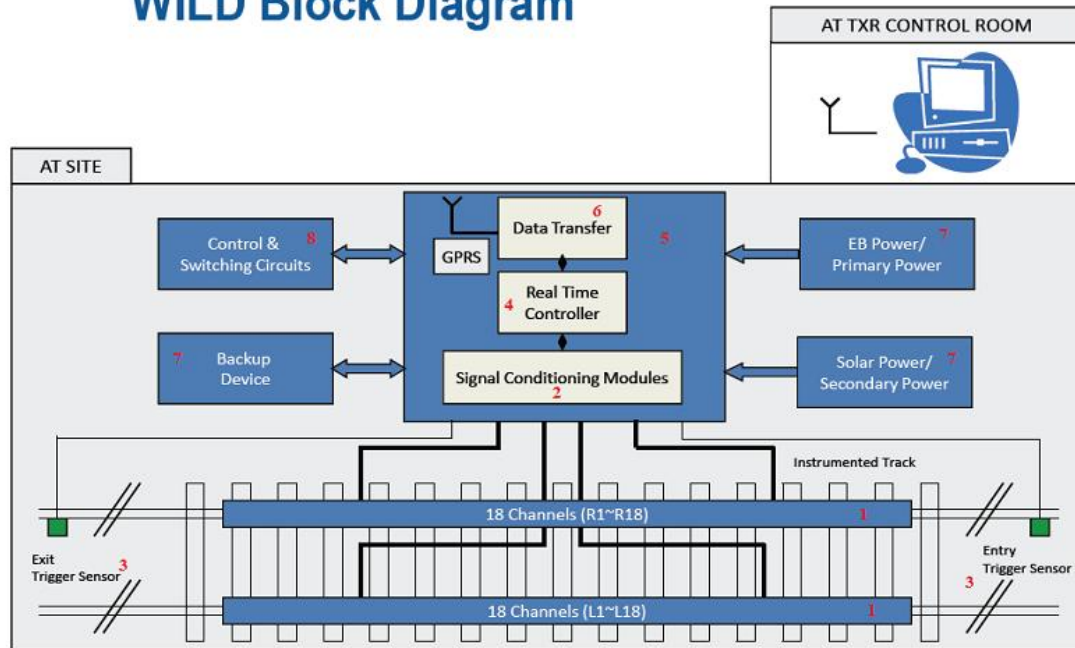 WILD Block Diagram
AT TXR CONTROL ROOM
AT SITE
Control & 8
Switching Circuits
7 Backup
Device
6
Data Transfer
5
GPRS
Real Time
4 Controller
Signal Conditioning Modules
2
EB Power/ 7
Primary Power
Solar Power/ 7
Secondary Power
Instrumented Track
18 Channels (R1~R18) 1
Exit
Trigger Sensor 3
Entry
Trigger Sensor
3
18 Channels (L1~L18) 1